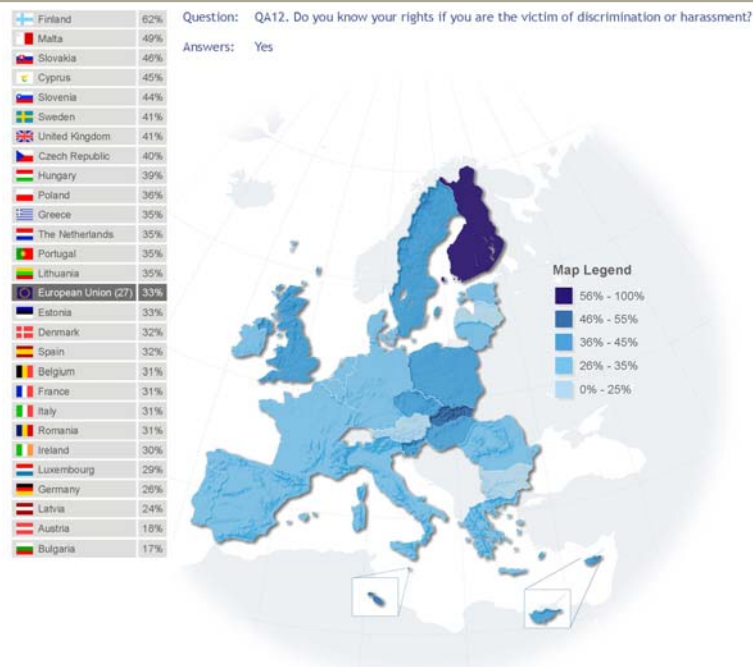 Question: QA12. Do you know your rights if you are the victim of discrimination or harassment?
Answers: Yes
Finland 62%
Malta 49%
Slovakia 46%
Cyprus 45%
Slovenia 44%
Sweden 41%
United Kingdom 41%
Czech Republic 40%
Hungary 39%
Poland 36%
Greece 35%
The Netherlands 35%
Portugal 35%
Lithuania 35%
European Union (27) 33%
Estonia 33%
Denmark 32%
Spain 32%
Belgium 31%
France 31%
Italy 31%
Romania 31%
Ireland 30%
Luxembourg 29%
Germany 26%
Latvia 24%
Austria 18%
Bulgaria 17%
Map Legend
56% - 100%
46% - 55%
36% - 45%
26% - 35%
0% - 25%